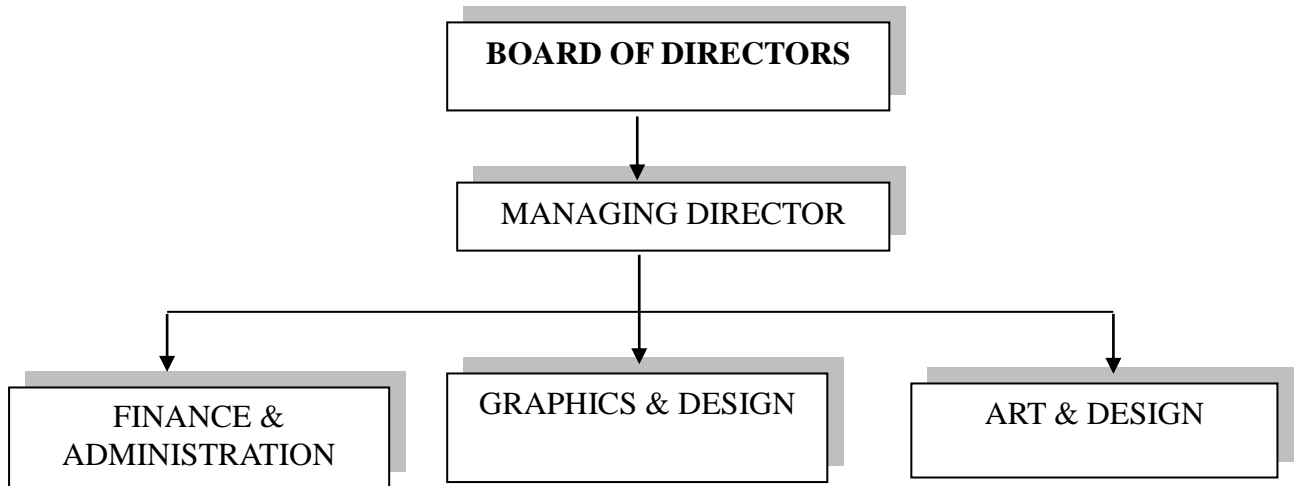 BOARD OF DIRECTORS
MANAGING DIRECTOR
FINANCE &
ADMINISTRATION
GRAPHICS & DESIGN
ART & DESIGN